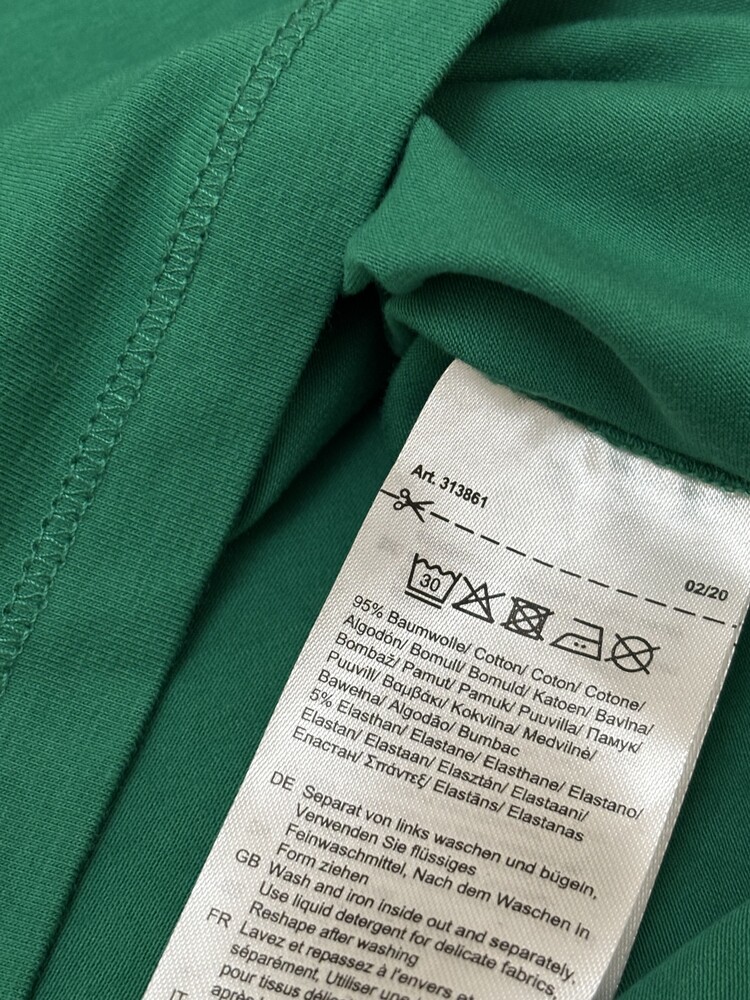 Art. 313861
02/20
30
95% Baumwolle/ Cotton/ Coton/ Cotone/
Algodón/ Bomull/ Bomuld/ Katoen/ Bavlna/
Bombaž/ Pamut/ Pamuk/ Puuvilla/ Памук/
Puuvill/ Βαμβάκι/ Kokvilna/ Medvilnė/
Bawełna/ Algodão/ Bumbac
5% Elasthan/ Elastane/ Elasthane/ Elastano/
Elastan/ Elastaan/ Elasztán/ Elastaani/
Еластан/ Σπάντεξ/ Elastāns/ Elastanas
DE Separat von links waschen und bügeln,
Verwenden Sie flüssiges
Feinwaschmittel, Nach dem Waschen in
Form ziehen
GB Wash and iron inside out and separately,
Use liquid detergent for delicate fabrics,
Reshape after washing
FR Lavez et repassez à l'envers et
séparément, Utiliser une
pour tissus
IT après